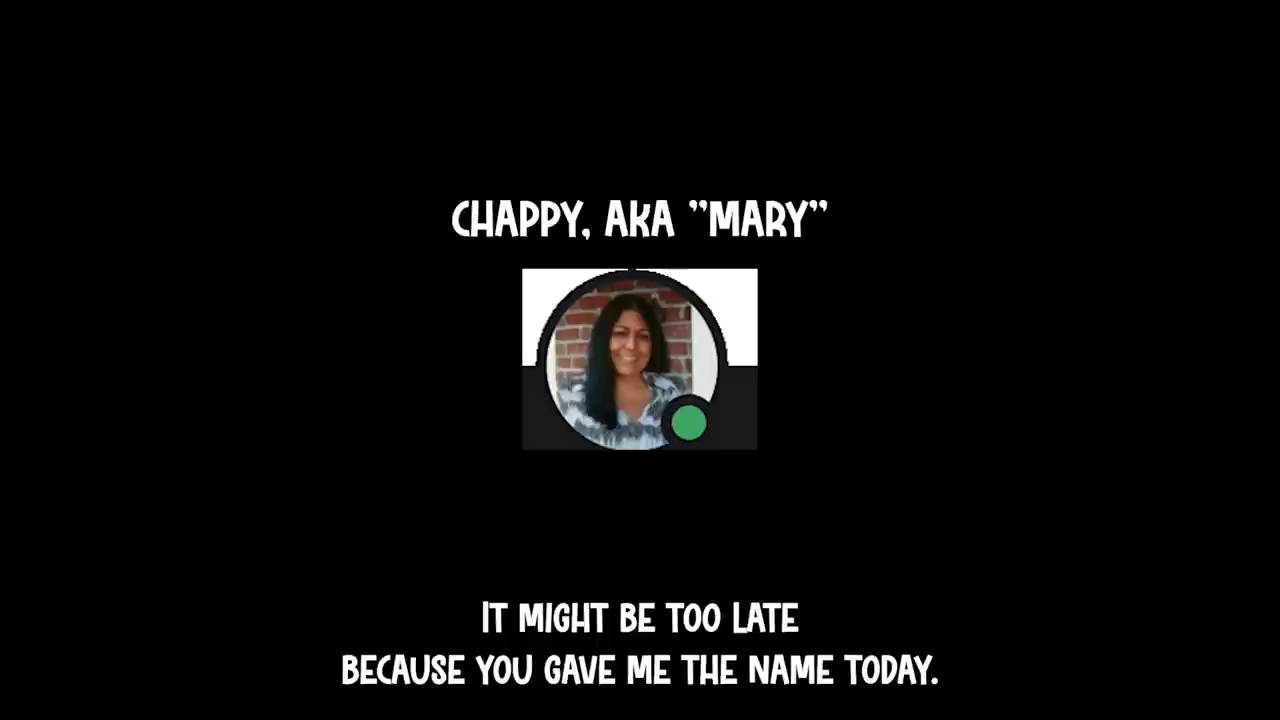 CHAPPY, AKA "MARY"
IT MIGHT BE TOO LATE
BECAUSE YOU GAVE ME THE NAME TODAY.